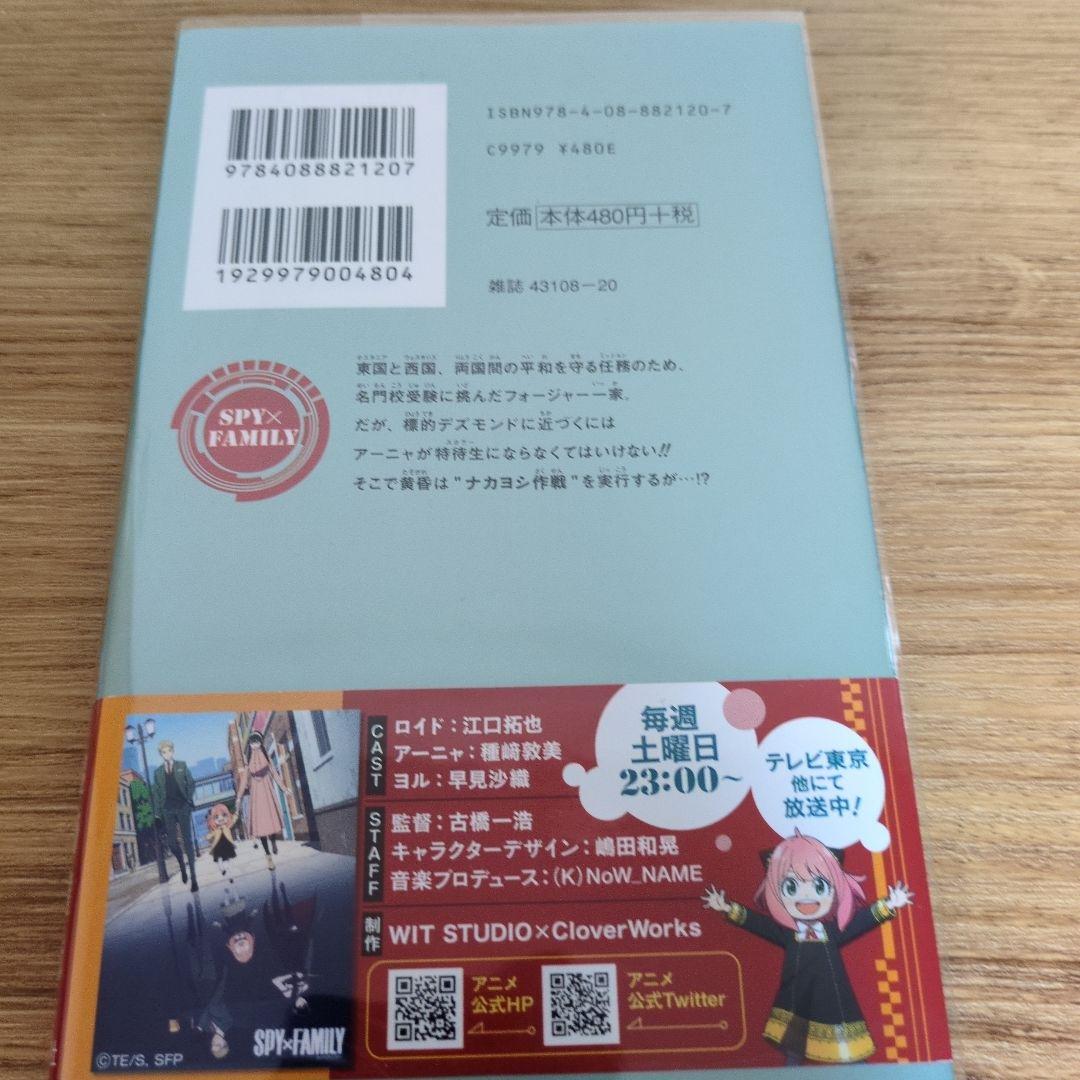 9784088821207
1929979004804
ISBN978-4-08-882120-7
C9979 ¥480E
定価 本体480円+税
雑誌 43108-20
SPY×
FAMILY
東国と西国、両国間の平和を守る任務のため、
名門校受験に挑んだフォージャー一家。
だが、標的デズモンドに近づくには
アーニャが特待生にならなくてはいけない!!
そこで黄昏は"ナカヨシ作戦"を実行するが…!?
CAST
ロイド:江口拓也
アーニャ:種﨑敦美
ヨル:早見沙織
STAFF
監督:古橋一浩
キャラクターデザイン:嶋田和晃
音楽プロデュース:(K)NoW_NAME
制作
WIT STUDIO×CloverWorks
アニメ
公式HP
アニメ
公式Twitter
毎週
土曜日
23:00~
テレビ東京
他にて
放送中!
SPY×FAMILY
©TE/S, SFP